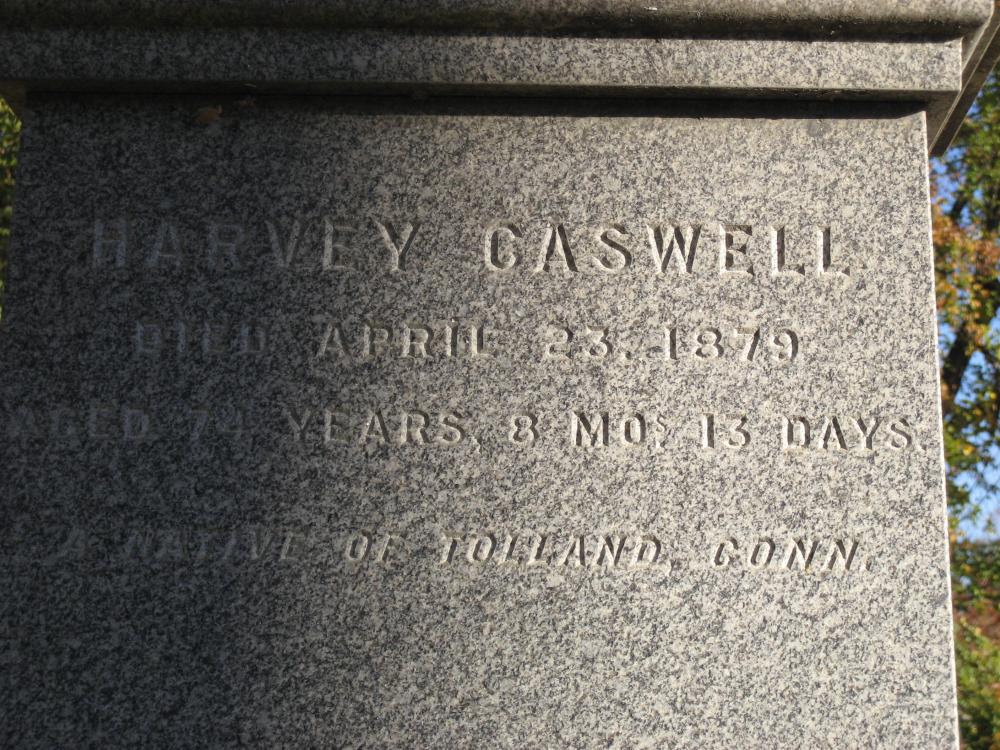 HARVEY CASWELL
DIED APRIL 23, 1879
AGED 74 YEARS, 8 MOS 13 DAYS.
A NATIVE OF TOLLAND, CONN.